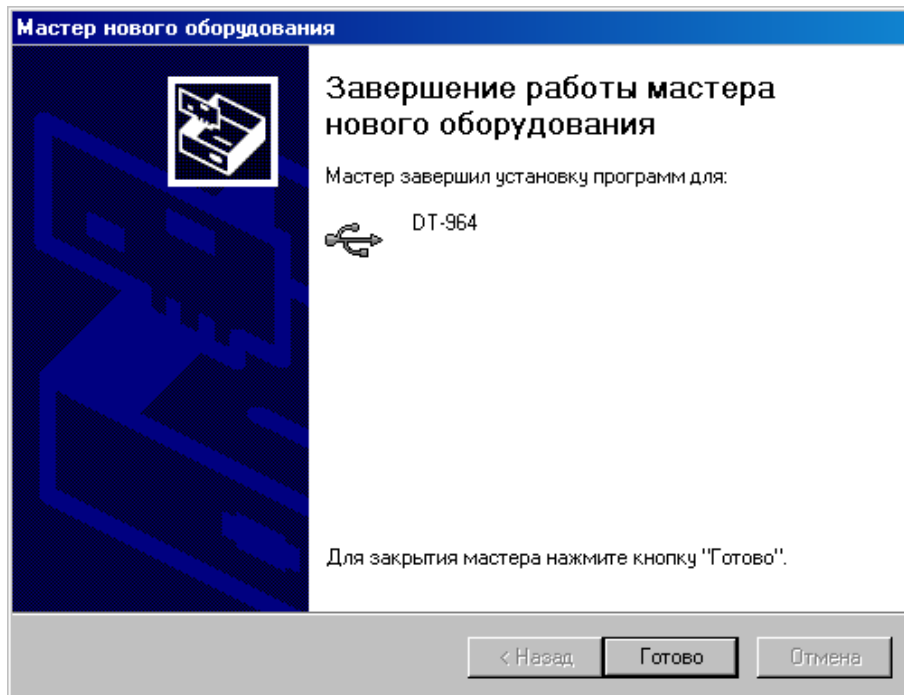 Мастер нового оборудования
Завершение работы мастера
нового оборудования
Мастер завершил установку программ для:
DT-964
Для закрытия мастера нажмите кнопку "Готово".
< Назад
Готово
Отмена